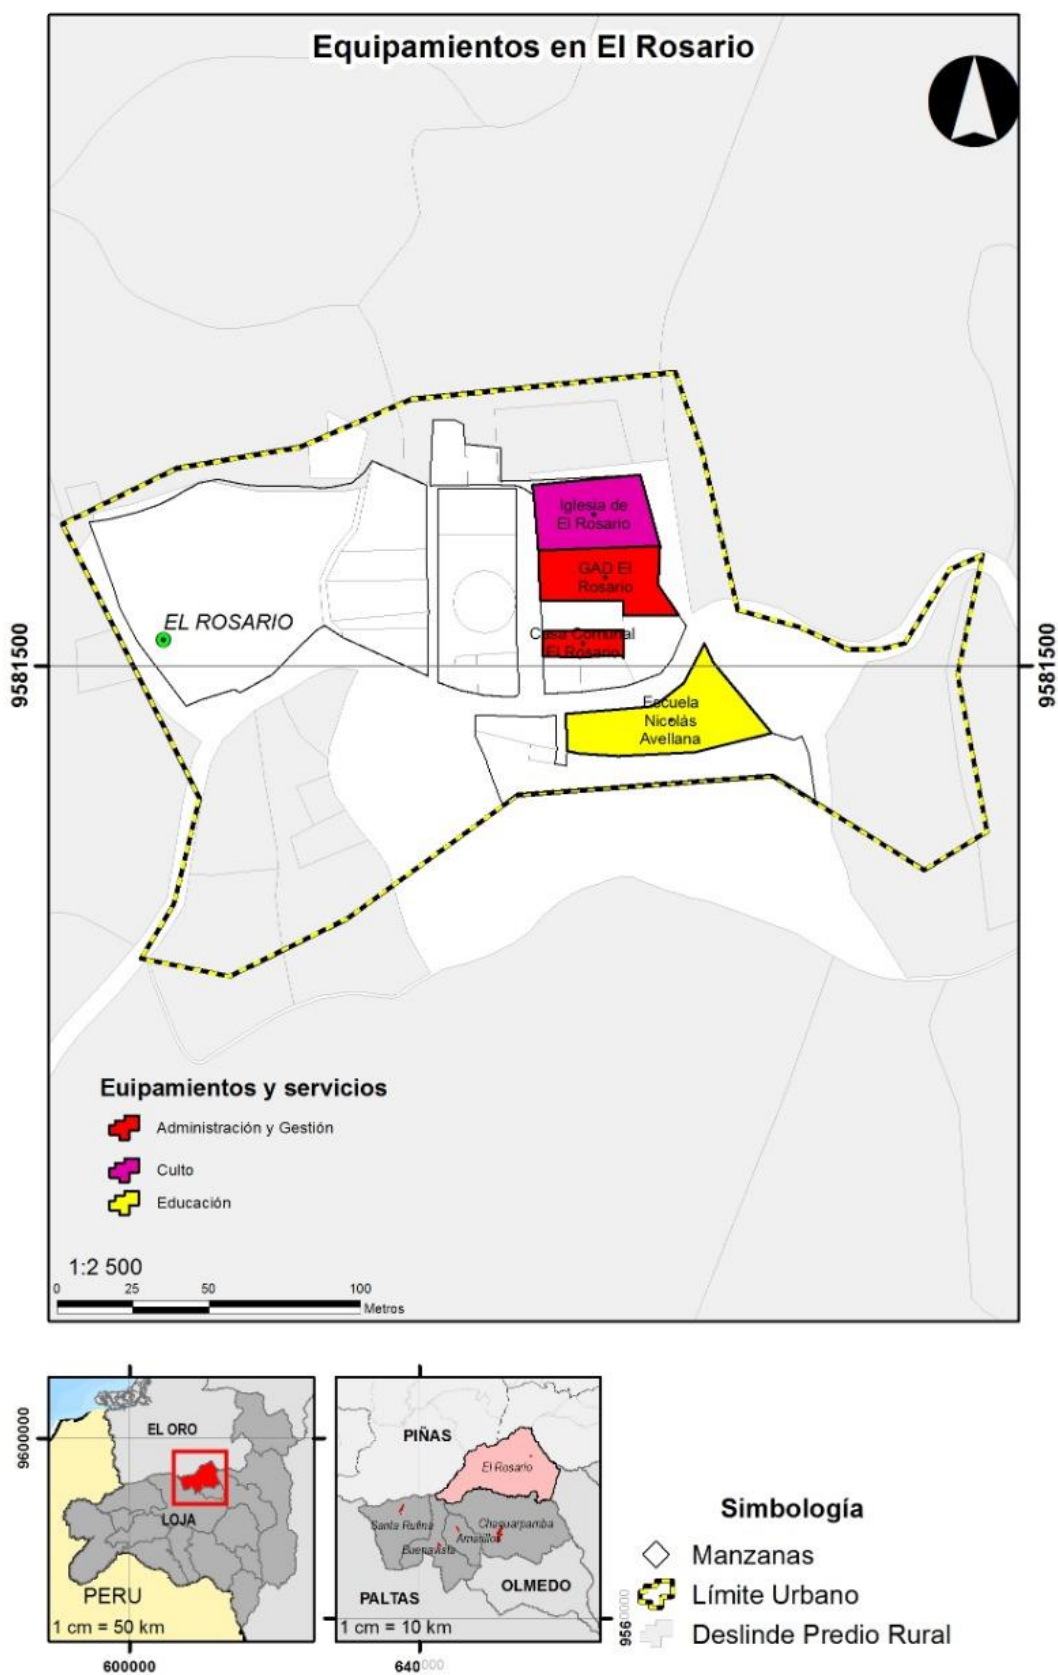 Equipamientos en El Rosario
Iglesia de
El Rosario
GAD El
Rosario
EL ROSARIO
Casa Comunal
El Rosario
9581500
9581500
Escuela
Nicolás
Avellana
Euipamientos y servicios
Administración y Gestión
Culto
Educación
1:2 500
0 25 50 100
Metros
9600000
EL ORO
LOJA
PERU
1 cm = 50 km
600000
PIÑAS
El Rosario
Santa Rufina
Chaguarpamba
Amarillos
Buenavista
PALTAS
OLMEDO
1 cm = 10 km
9560000
640000
Simbología
Manzanas
Límite Urbano
Deslinde Predio Rural